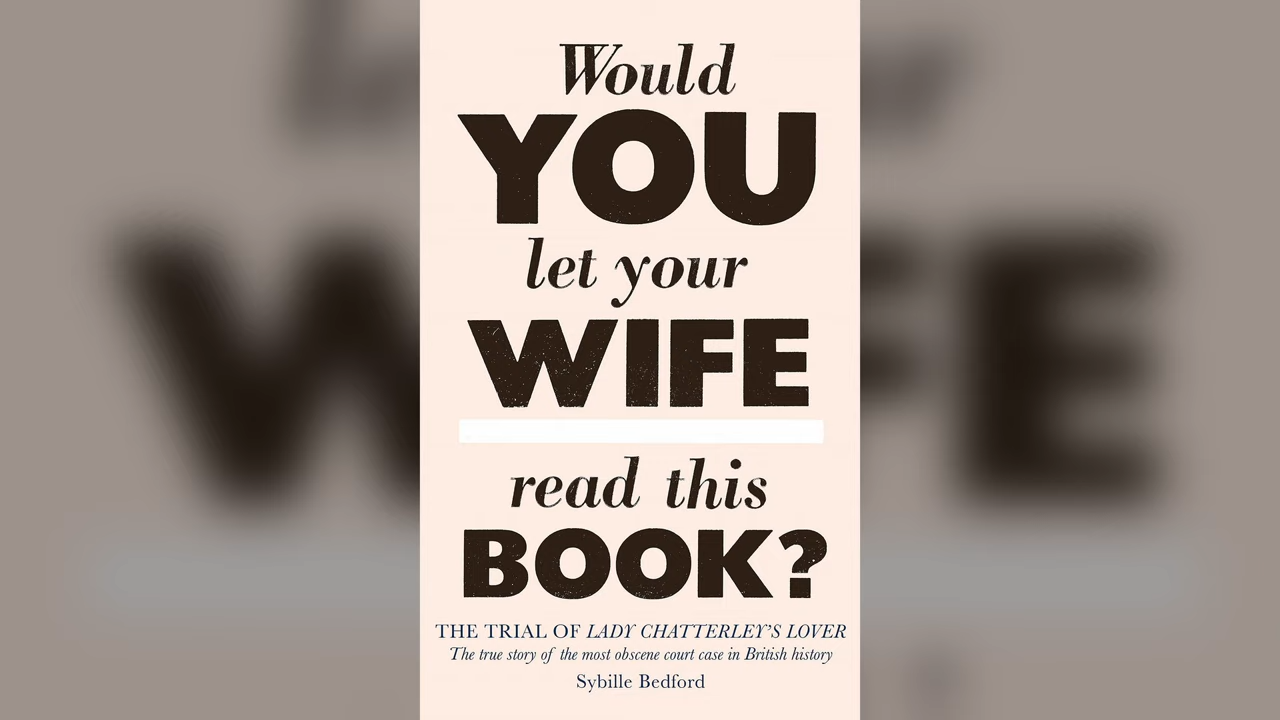 Would
YOU
let your
WIFE
read this
BOOK?
THE TRIAL OF LADY CHATTERLEY'S LOVER
The true story of the most obscene court case in British history
Sybille Bedford